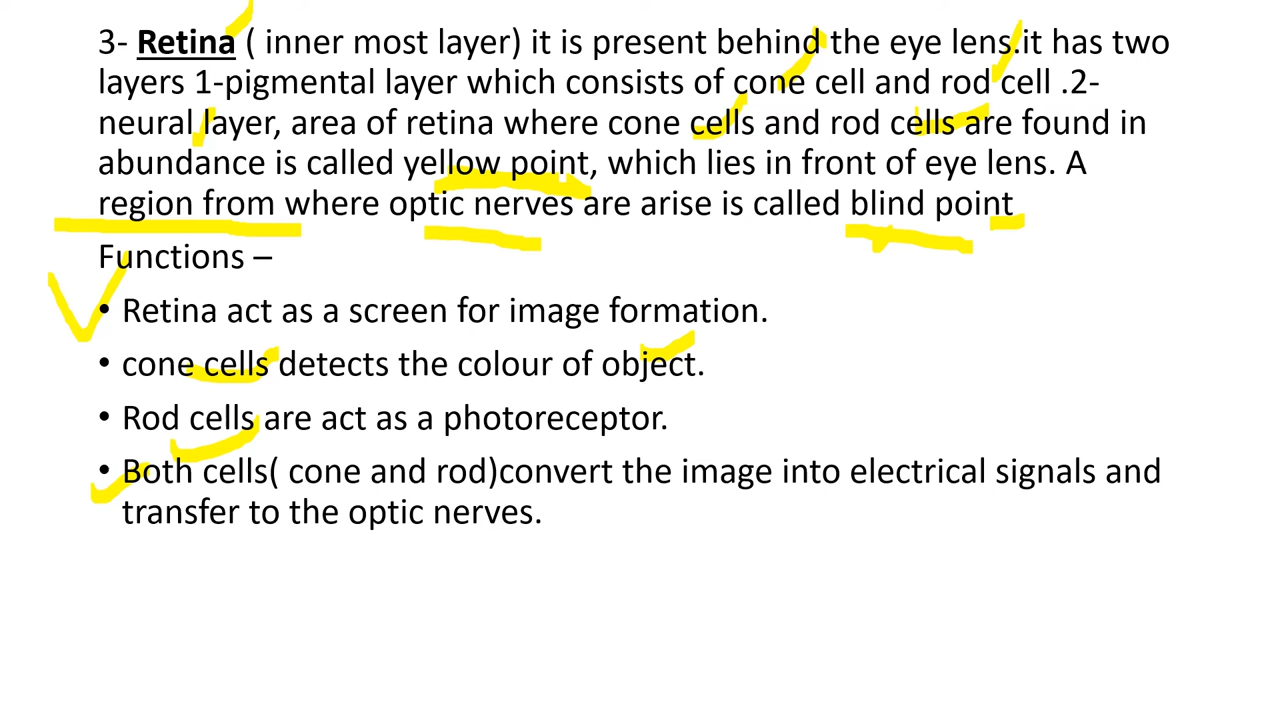 3- Retina ( inner most layer) it is present behind the eye lens.it has two
layers 1-pigmental layer which consists of cone cell and rod cell .2-
neural layer, area of retina where cone cells and rod cells are found in
abundance is called yellow point, which lies in front of eye lens. A
region from where optic nerves are arise is called blind point
Functions –
• Retina act as a screen for image formation.
• cone cells detects the colour of object.
• Rod cells are act as a photoreceptor.
• Both cells( cone and rod)convert the image into electrical signals and
transfer to the optic nerves.